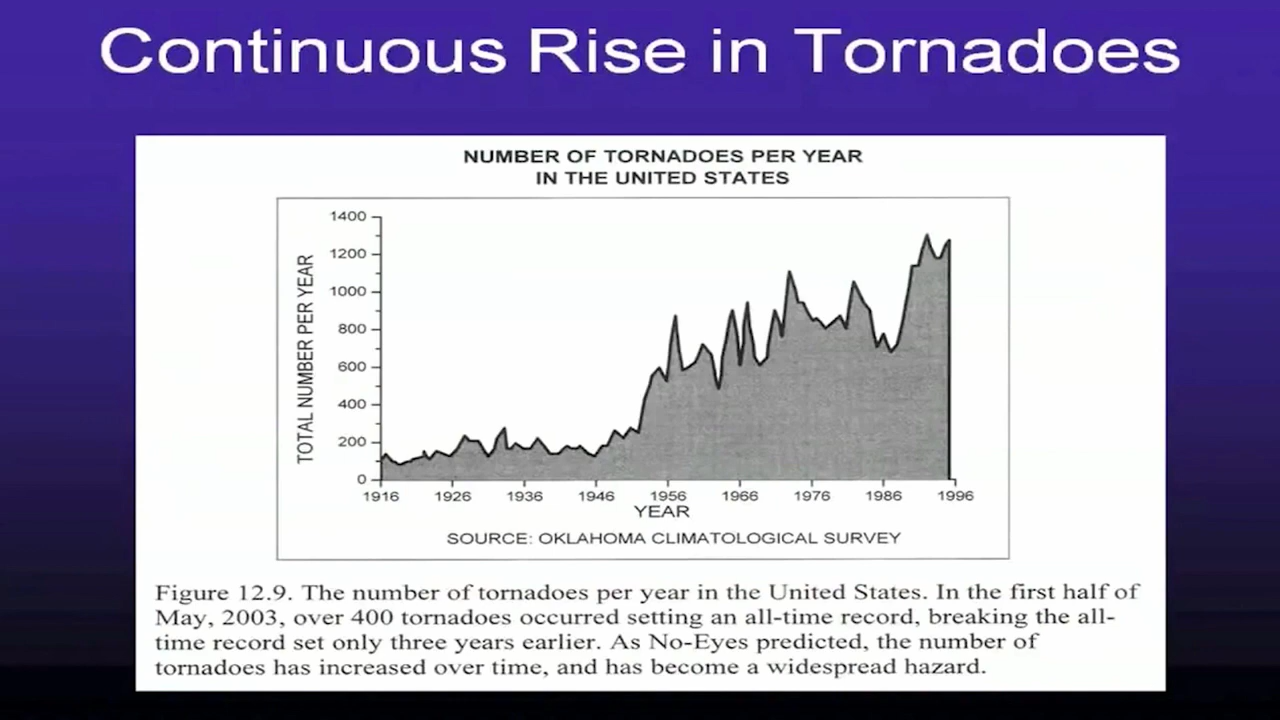 Continuous Rise in Tornadoes
NUMBER OF TORNADOES PER YEAR
IN THE UNITED STATES
1400
1200
1000
800
600
400
200
0
TOTAL NUMBER PER YEAR
1916 1926 1936 1946 1956 1966 1976 1986 1996
YEAR
SOURCE: OKLAHOMA CLIMATOLOGICAL SURVEY
Figure 12.9. The number of tornadoes per year in the United States. In the first half of
May, 2003, over 400 tornadoes occurred setting an all-time record, breaking the all-
time record set only three years earlier. As No-Eyes predicted, the number of
tornadoes has increased over time, and has become a widespread hazard.